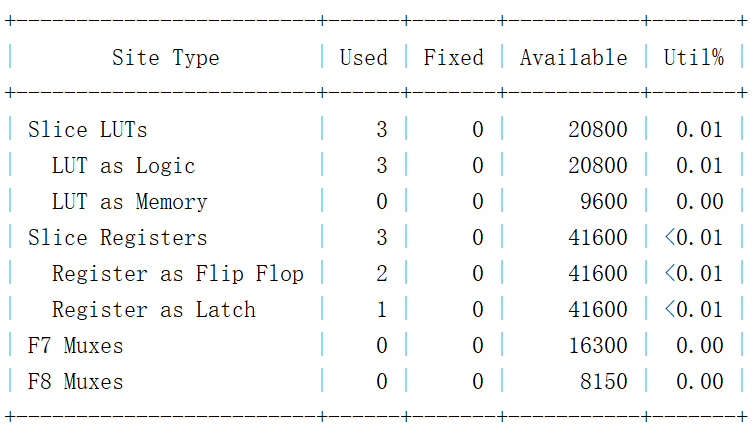 +-------------------------+------+-------+-----------+-------+
|        Site Type        | Used | Fixed | Available | Util% |
+-------------------------+------+-------+-----------+-------+
| Slice LUTs              |    3 |     0 |     20800 |  0.01 |
|   LUT as Logic          |    3 |     0 |     20800 |  0.01 |
|   LUT as Memory         |    0 |     0 |      9600 |  0.00 |
| Slice Registers         |    3 |     0 |     41600 | <0.01 |
|   Register as Flip Flop |    2 |     0 |     41600 | <0.01 |
|   Register as Latch     |    1 |     0 |     41600 | <0.01 |
| F7 Muxes                |    0 |     0 |     16300 |  0.00 |
| F8 Muxes                |    0 |     0 |      8150 |  0.00 |
+-------------------------+------+-------+-----------+-------+